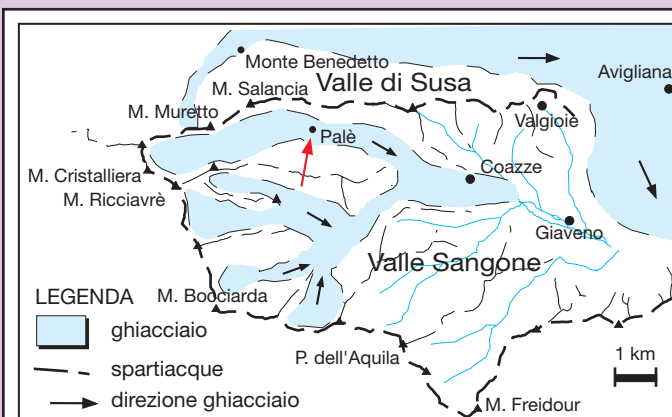 Monte Benedetto
Avigliana
M. Salancia
Valle di Susa
M. Muretto
Valgioie
Palè
Coazze
M. Cristalliera
M. Ricciavrè
Giaveno
Valle Sangone
LEGENDA
M. Bocciarda
ghiacciaio
P. dell'Aquila
1 km
spartiacque
direzione ghiacciaio
M. Freidour